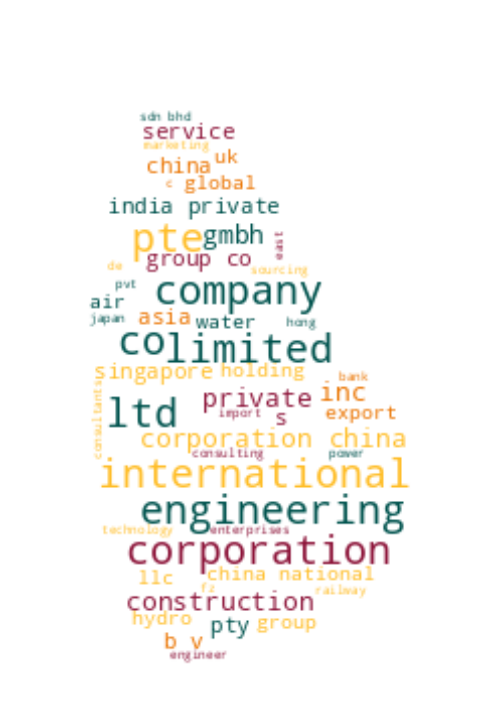 sdn bhd
service
marketing
china uk
c global
india private
pte gmbh
east
group co
de sourcing
pvt
company
air
japan asia water hong
co limited
singapore holding
consultants
bank
private inc
ltd import s export
corporation china
consulting power
international
engineering
technology enterprises
corporation
llc china national
fz railway
construction
hydro pty group
b v
engineer